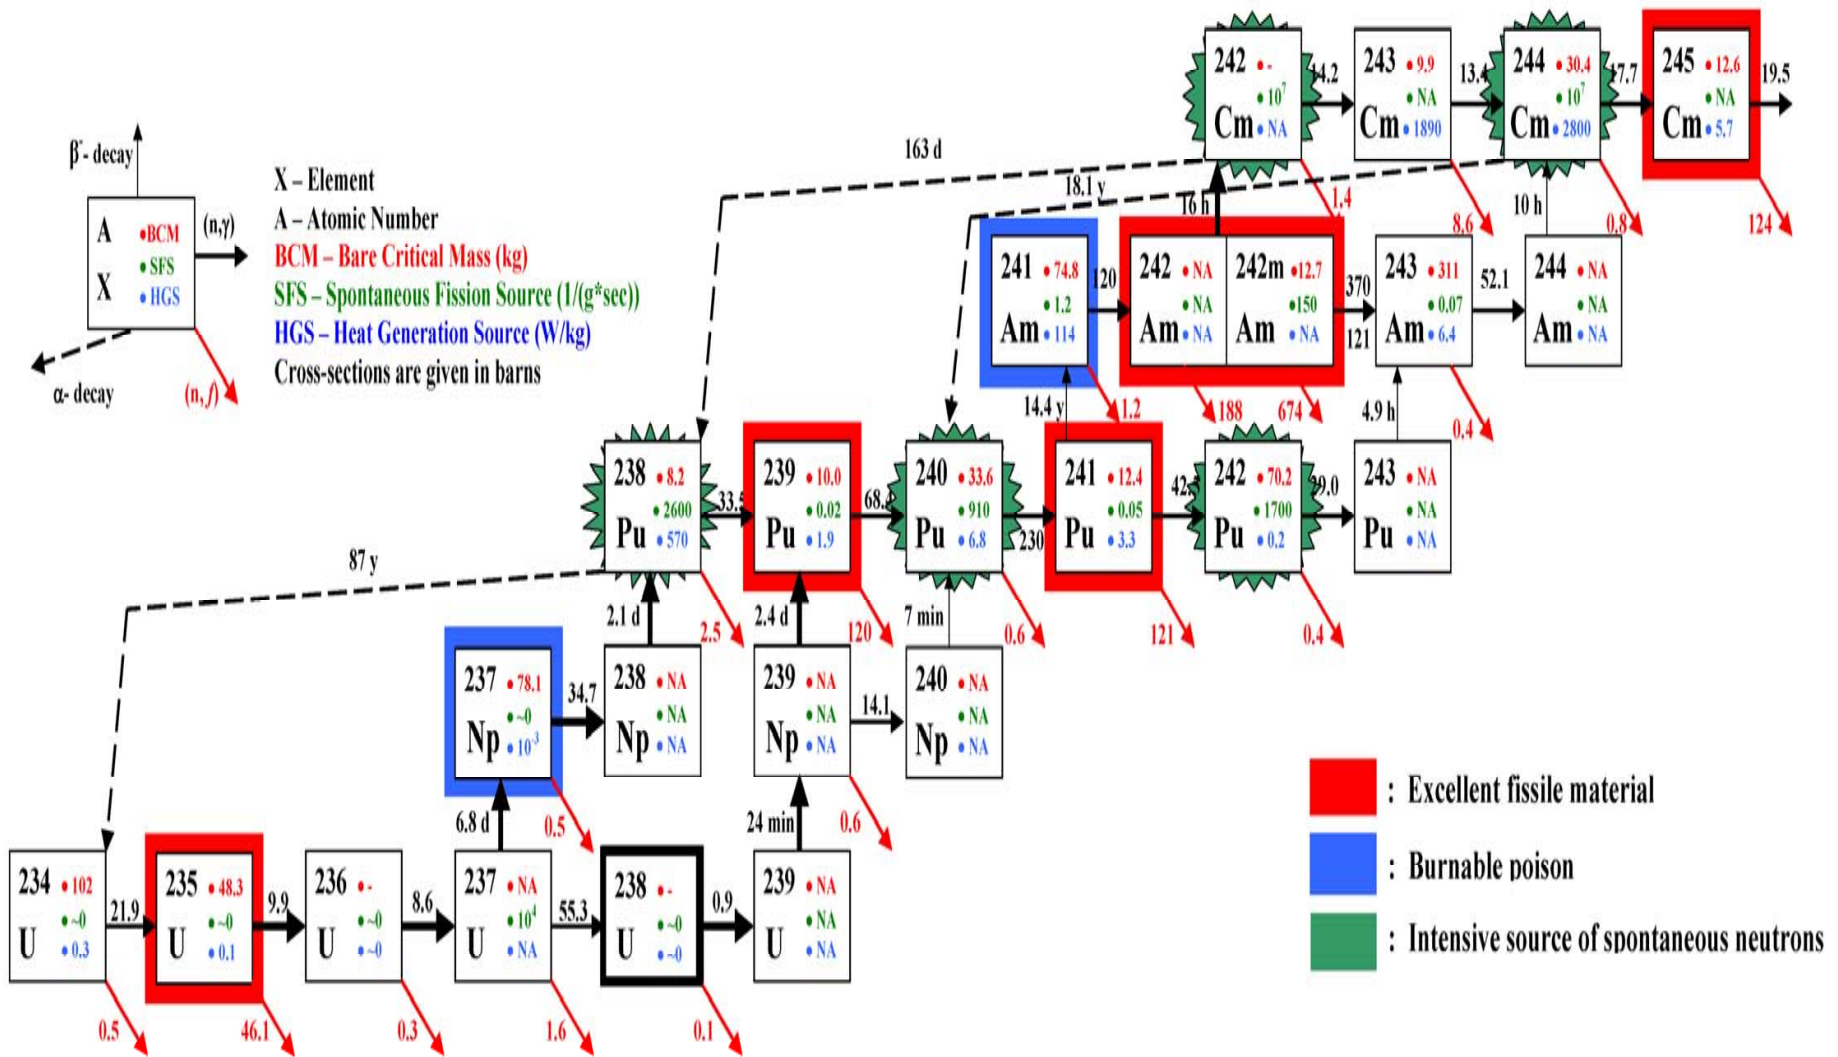 242 • - 14.2 243 • 9.9 13.4 244 • 30.4 17.7 245 • 12.6 19.5
• 10⁷ • NA • 10⁷ • NA
Cm • NA Cm • 1890 Cm • 2800 Cm • 5.7
1.4 8.6 0.8 124
163 d
18.1 y
16 h
10 h
β⁻- decay
A • BCM (n,γ)
• SFS
X • HGS
α- decay (n, f)
X – Element
A – Atomic Number
BCM – Bare Critical Mass (kg)
SFS – Spontaneous Fission Source (1/(g*sec))
HGS – Heat Generation Source (W/kg)
Cross-sections are given in barns
241 • 74.8 120 242 • NA 242m • 12.7 370 243 • 311 52.1 244 • NA
• 1.2 • NA • 150 • 0.07 • NA
Am • 114 Am • NA Am • NA 121 Am • 6.4 Am • NA
14.4 y 1.2 188 674 4.9 h 0.4
238 • 8.2 33.5 239 • 10.0 68.4 240 • 33.6 230 241 • 12.4 242 • 70.2 243 • NA
• 2600 • 0.02 • 910 • 0.05 • 1700 • NA
Pu • 570 Pu • 1.9 Pu • 6.8 Pu • 3.3 Pu • 0.2 Pu • NA
87 y
2.1 d 2.5 2.4 d 120 7 min 0.6 121 0.4
237 • 78.1 34.7 238 • NA 239 • NA 14.1 240 • NA
• ~0 • NA • NA • NA
Np • 10⁻³ Np • NA Np • NA Np • NA
6.8 d 0.5 24 min 0.6
234 • 102 21.9 235 • 48.3 9.9 236 • - 8.6 237 • NA 55.3 238 • - 0.9 239 • NA
• ~0 • ~0 • ~0 • 10⁴ • ~0 • NA
U • 0.3 U • 0.1 U • ~0 U • NA U • ~0 U • NA
0.5 46.1 0.3 1.6 0.1
: Excellent fissile material
: Burnable poison
: Intensive source of spontaneous neutrons